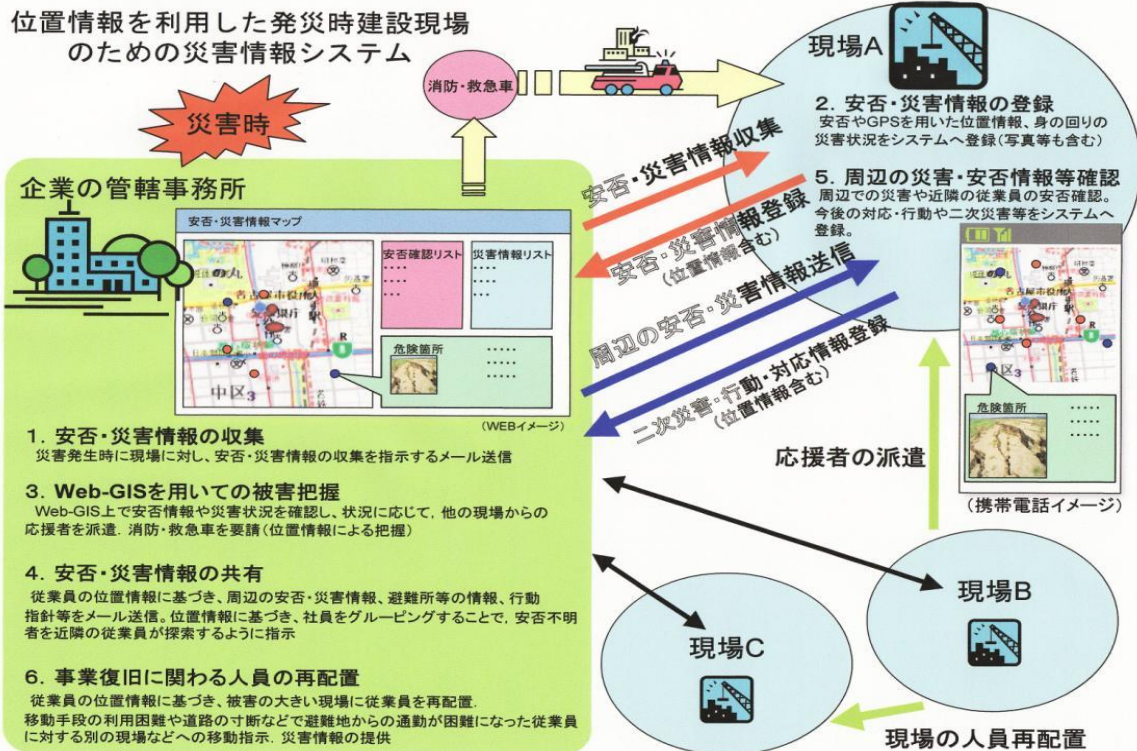 位置情報を利用した発災時建設現場
のための災害情報システム
災害時
消防・救急車
現場A
2. 安否・災害情報の登録
安否やGPSを用いた位置情報、身の回りの
災害状況をシステムへ登録(写真等も含む)
5. 周辺の災害・安否情報等確認
周辺での災害や近隣の従業員の安否確認。
今後の対応・行動や二次災害等をシステムへ
登録。
企業の管轄事務所
安否・災害情報マップ
安否確認リスト
災害情報リスト
危険箇所
中区3
(WEBイメージ)
安否・災害情報収集
安否・災害情報登録
(位置情報含む)
周辺の安否・災害情報送信
二次災害・行動・対応情報登録
(位置情報含む)
危険箇所
(携帯電話イメージ)
応援者の派遣
1. 安否・災害情報の収集
災害発生時に現場に対し、安否・災害情報の収集を指示するメール送信
3. Web-GISを用いての被害把握
Web-GIS上で安否情報や災害状況を確認し、状況に応じて, 他の現場からの
応援者を派遣. 消防・救急車を要請(位置情報による把握)
4. 安否・災害情報の共有
従業員の位置情報に基づき、周辺の安否・災害情報、避難所等の情報、行動
指針等をメール送信。位置情報に基づき、社員をグルーピングすることで, 安否不明
者を近隣の従業員が探索するように指示
6. 事業復旧に関わる人員の再配置
従業員の位置情報に基づき、被害の大きい現場に従業員を再配置.
移動手段の利用困難や道路の寸断などで避難地からの通勤が困難になった従業員
に対する別の現場などへの移動指示. 災害情報の提供
現場B
現場C
現場の人員再配置